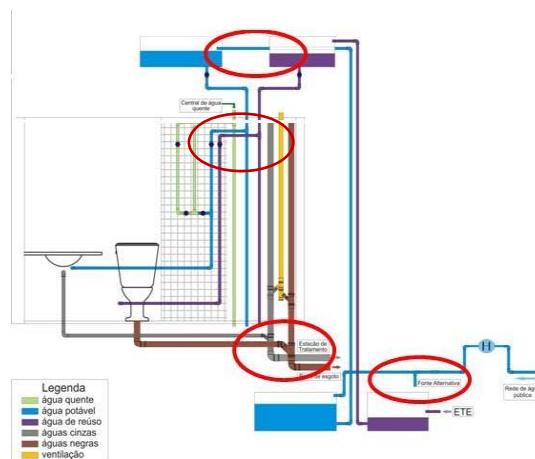 Central de água
quente
Estação de
Tratamento
de esgoto
Fonte Alternativa
H
Rede de água
pública
ETE
Legenda
água quente
água potável
água de reúso
águas cinzas
águas negras
ventilação